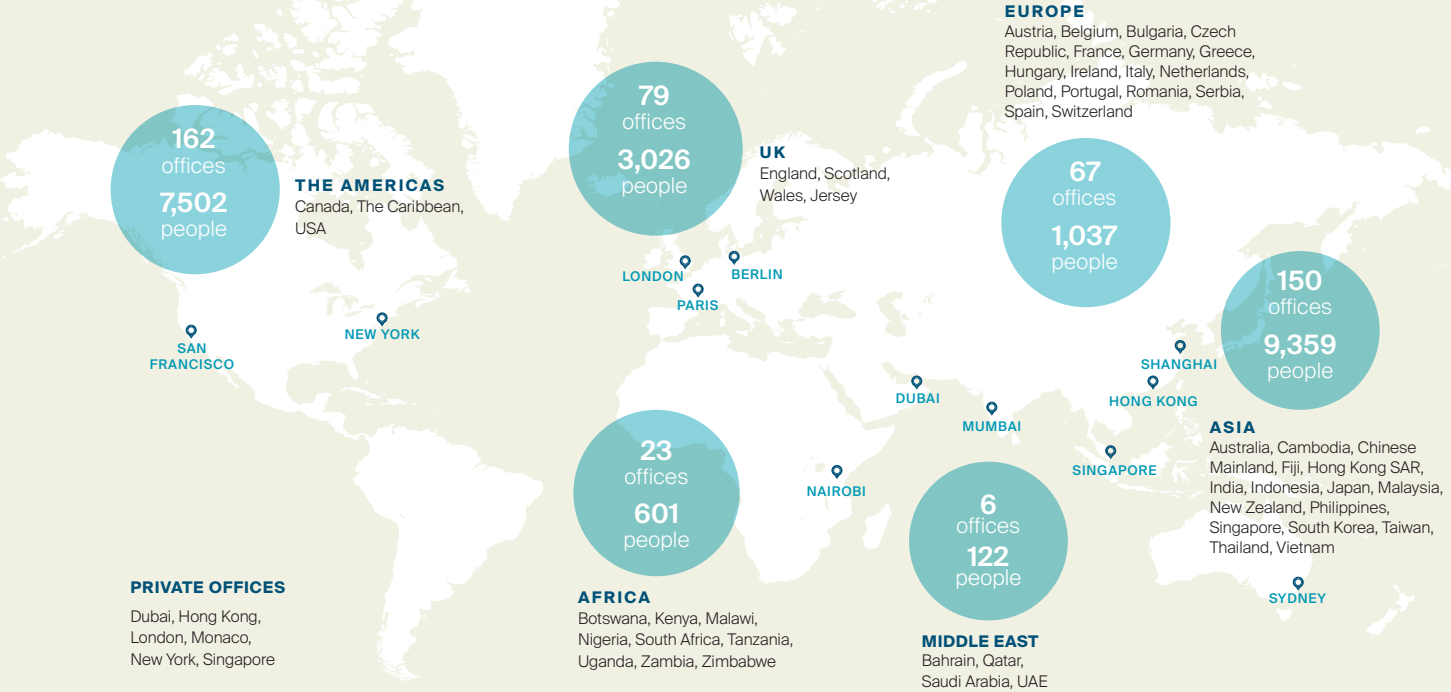 162
offices
7,502
people
THE AMERICAS
Canada, The Caribbean,
USA
79
offices
3,026
people
UK
England, Scotland,
Wales, Jersey
EUROPE
Austria, Belgium, Bulgaria, Czech
Republic, France, Germany, Greece,
Hungary, Ireland, Italy, Netherlands,
Poland, Portugal, Romania, Serbia,
Spain, Switzerland
67
offices
1,037
people
150
offices
9,359
people
ASIA
Australia, Cambodia, Chinese
Mainland, Fiji, Hong Kong SAR,
India, Indonesia, Japan, Malaysia,
New Zealand, Philippines,
Singapore, South Korea, Taiwan,
Thailand, Vietnam
LONDON
BERLIN
PARIS
SAN
FRANCISCO
NEW YORK
SHANGHAI
HONG KONG
DUBAI
MUMBAI
SINGAPORE
NAIROBI
SYDNEY
23
offices
601
people
AFRICA
Botswana, Kenya, Malawi,
Nigeria, South Africa, Tanzania,
Uganda, Zambia, Zimbabwe
6
offices
122
people
MIDDLE EAST
Bahrain, Qatar,
Saudi Arabia, UAE
PRIVATE OFFICES
Dubai, Hong Kong,
London, Monaco,
New York, Singapore